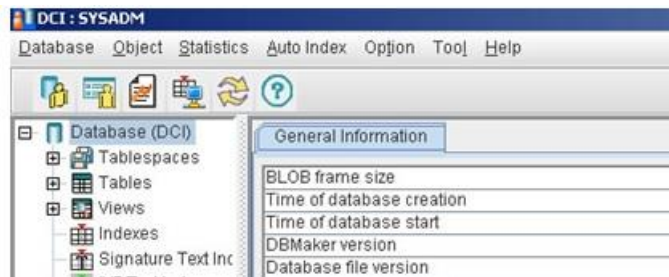 DCI : SYSADM
Database Object Statistics Auto Index Option Tool Help
Database (DCI)
Tablespaces
Tables
Views
Indexes
Signature Text Inc
General Information
BLOB frame size
Time of database creation
Time of database start
DBMaker version
Database file version